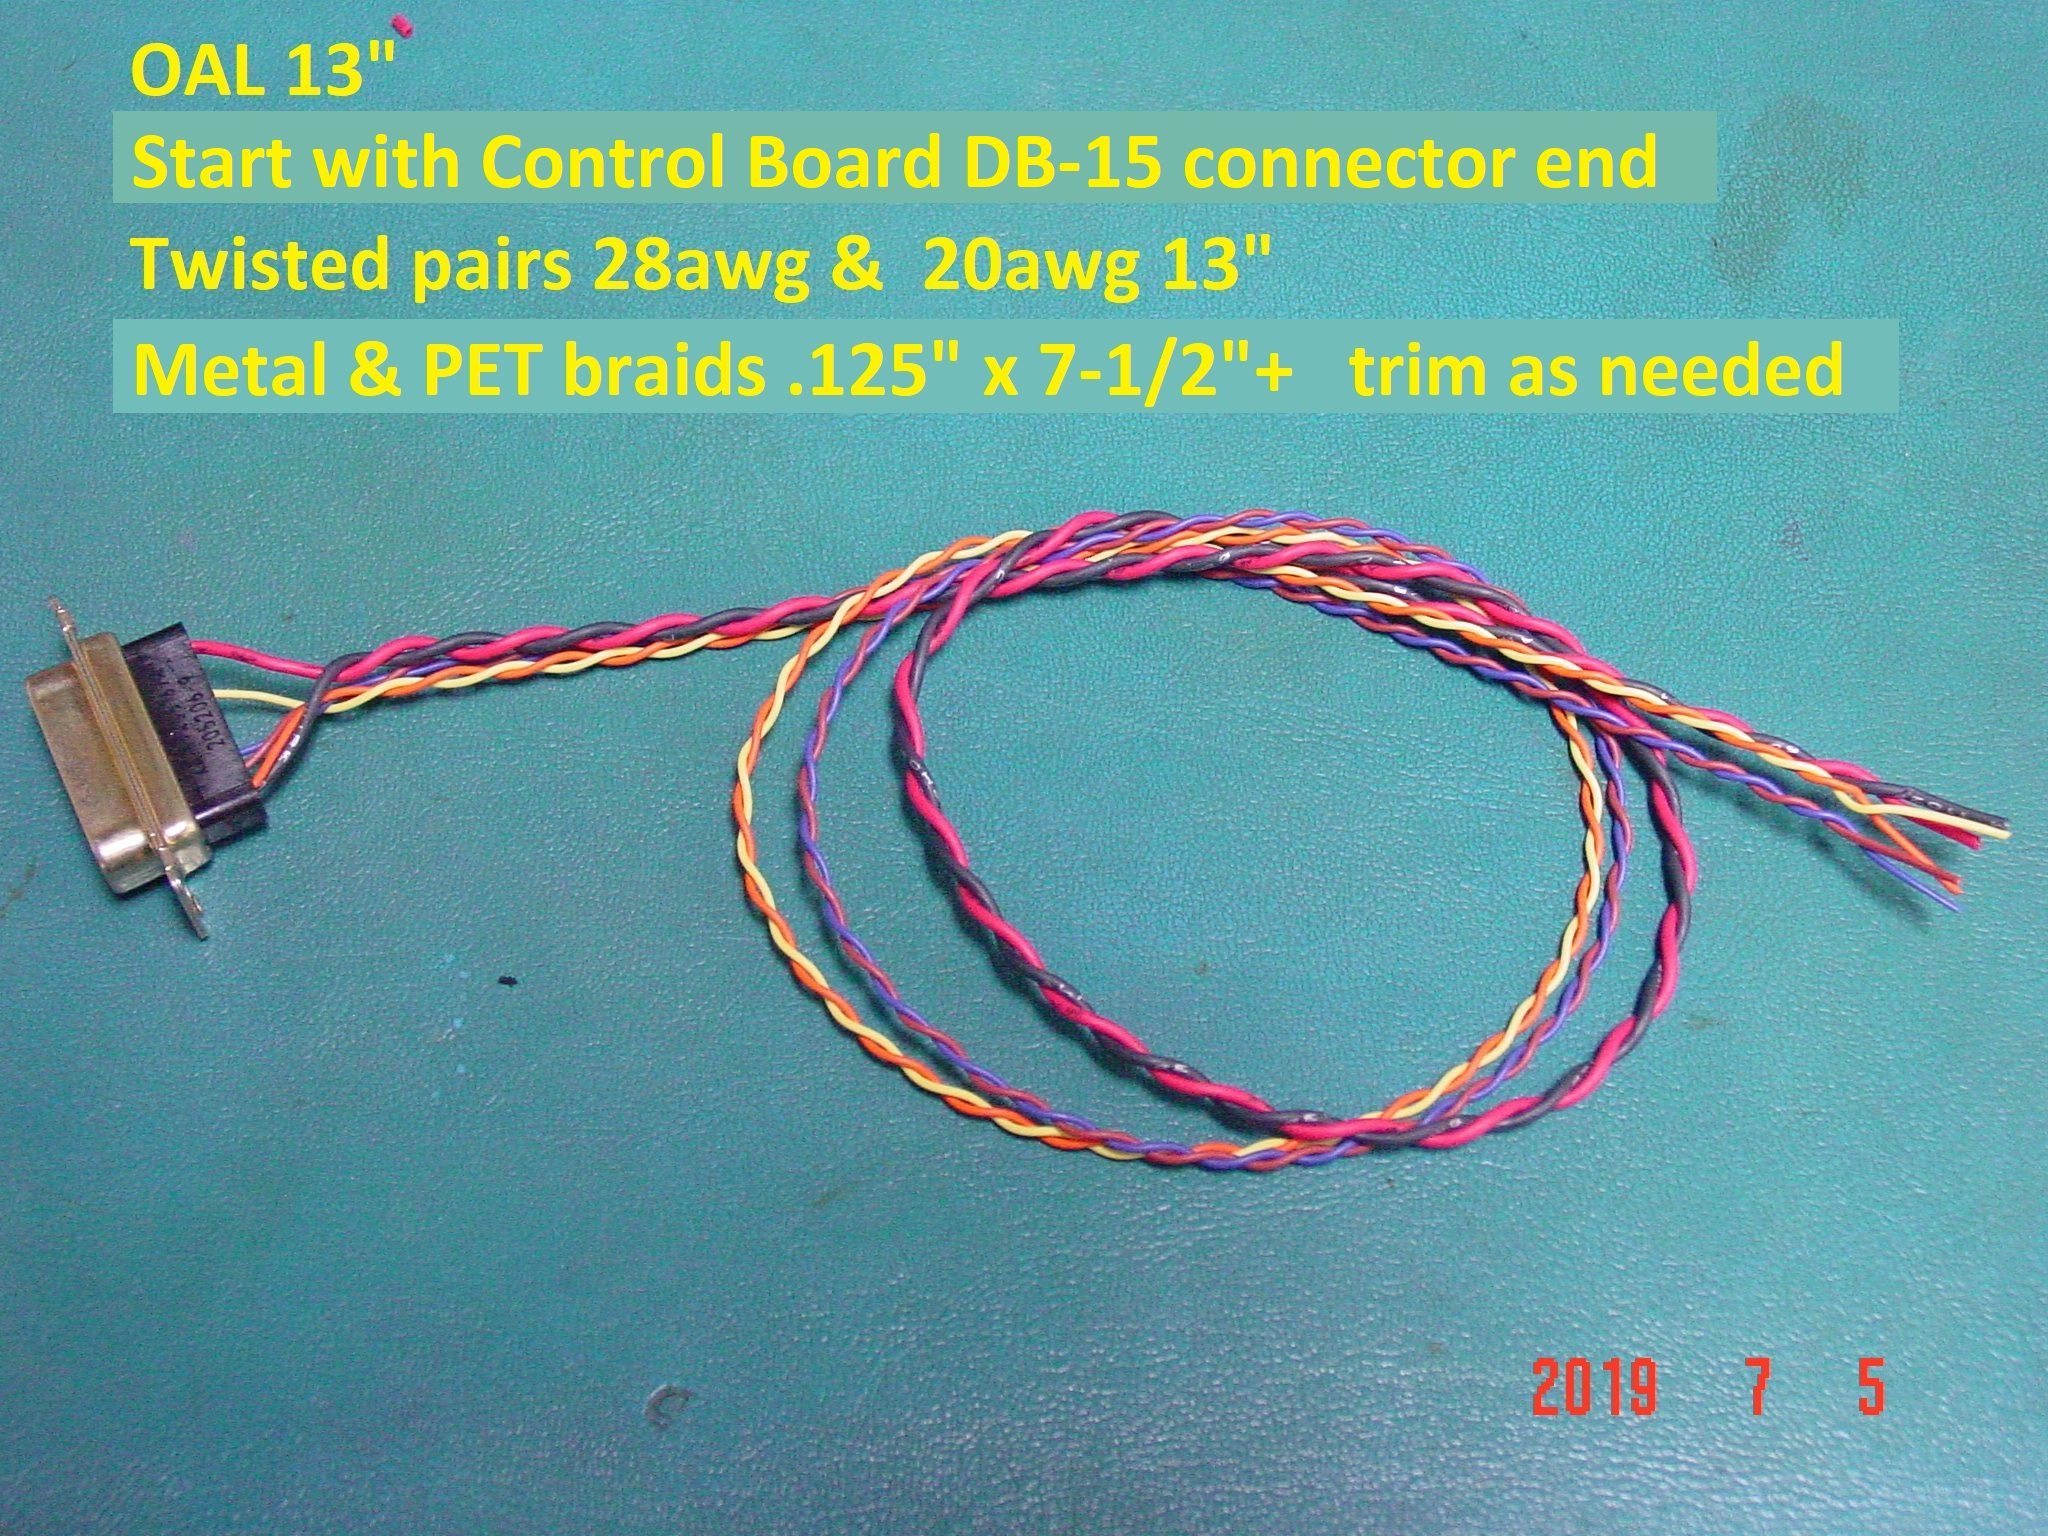 OAL 13"
Start with Control Board DB-15 connector end
Twisted pairs 28awg & 20awg 13"
Metal & PET braids .125" x 7-1/2"+ trim as needed
2019 7 5